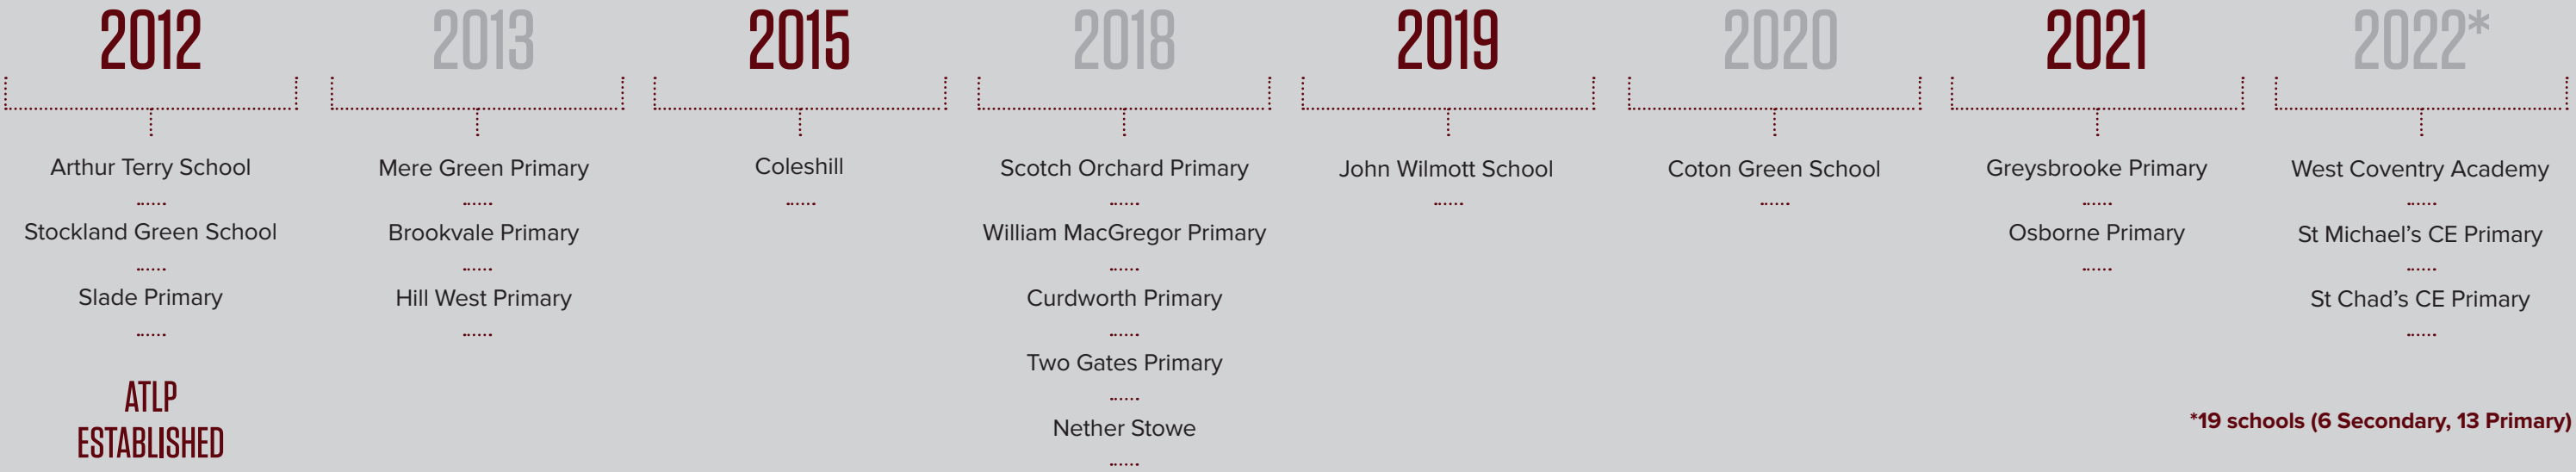 2012
Arthur Terry School
Stockland Green School
Slade Primary
ATLP
ESTABLISHED
2013
Mere Green Primary
Brookvale Primary
Hill West Primary
2015
Coleshill
2018
Scotch Orchard Primary
William MacGregor Primary
Curdworth Primary
Two Gates Primary
Nether Stowe
2019
John Wilmott School
2020
Coton Green School
2021
Greysbrooke Primary
Osborne Primary
2022*
West Coventry Academy
St Michael’s CE Primary
St Chad’s CE Primary
*19 schools (6 Secondary, 13 Primary)